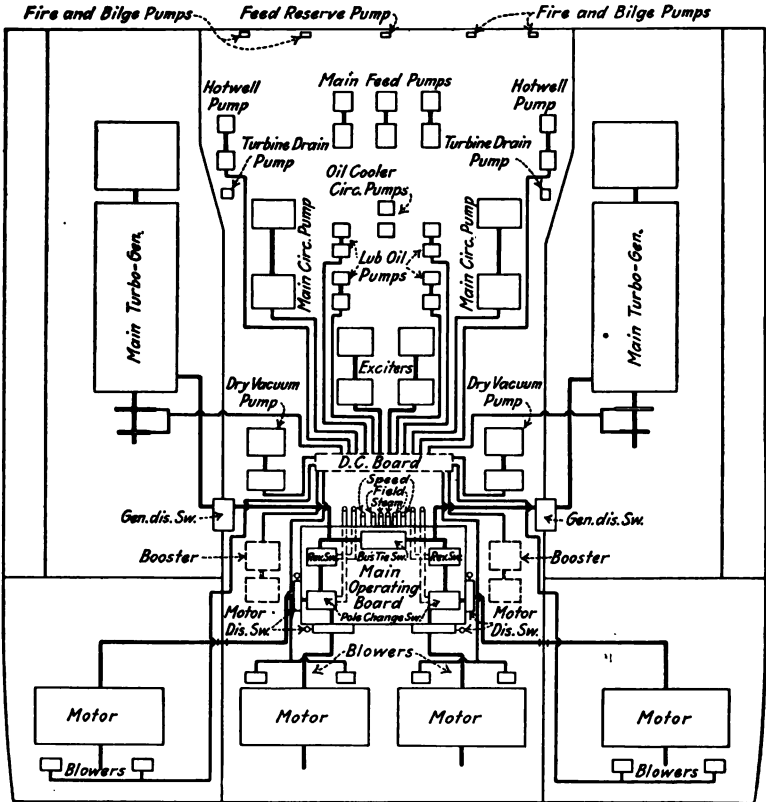 Fire and Bilge Pumps
Feed Reserve Pump
Fire and Bilge Pumps
Hotwell
Pump
Main Feed Pumps
Hotwell
Pump
Turbine Drain
Pump
Turbine Drain
Pump
Oil Cooler
Circ. Pumps
Main Turbo-Gen.
Main Circ. Pump
Lub Oil
Pumps
Main Circ. Pump
Main Turbo-Gen.
Exciters
Dry Vacuum
Pump
Dry Vacuum
Pump
D.C. Board
Speed
Field
Steam
Gen. dis. Sw.
Gen. dis. Sw.
Rev. Sw.
Bus Tie Sw.
Rev. Sw.
Booster
Booster
Main
Operating
Board
Pole Change Sw.
Motor
Dis. Sw.
Motor
Dis. Sw.
Blowers
Motor
Motor
Motor
Motor
Blowers
Blowers